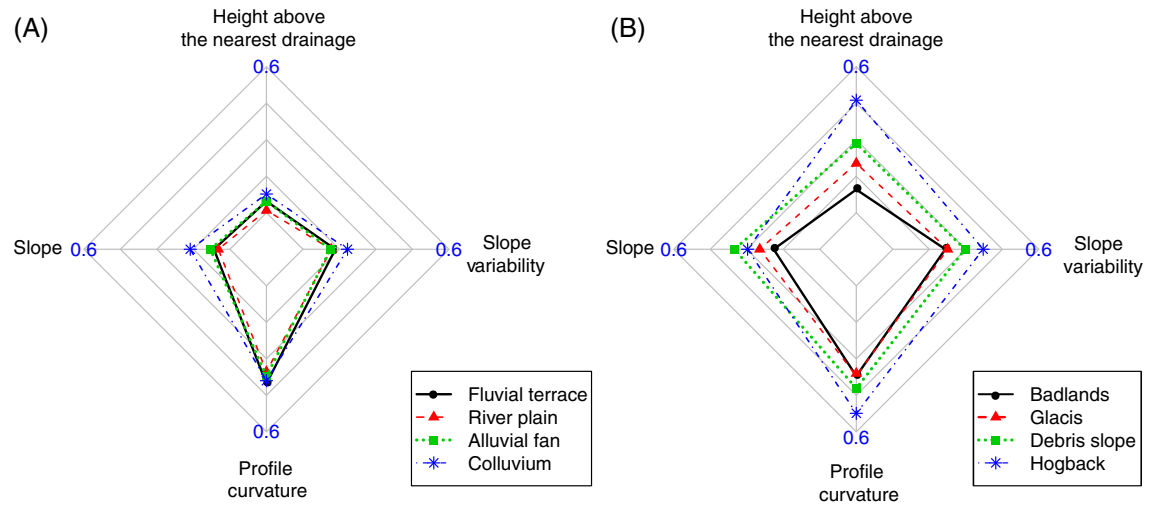 (A)
Height above
the nearest drainage
0.6
Slope
0.6
0.6
Slope
variability
0.6
Profile
curvature
Fluvial terrace
River plain
Alluvial fan
Colluvium
(B)
Height above
the nearest drainage
0.6
Slope
0.6
0.6
Slope
variability
0.6
Profile
curvature
Badlands
Glacis
Debris slope
Hogback